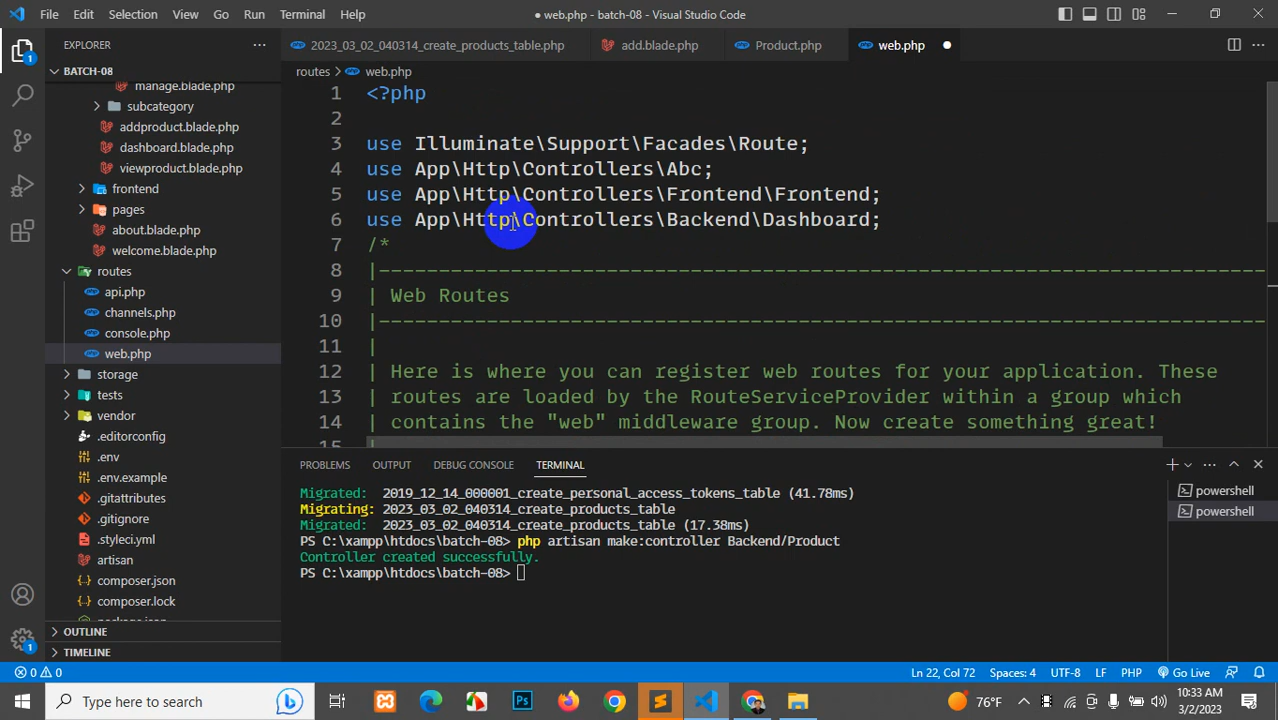 File Edit Selection View Go Run Terminal Help
● web.php - batch-08 - Visual Studio Code
EXPLORER
2023_03_02_040314_create_products_table.php
add.blade.php
Product.php
web.php
BATCH-08
routes > web.php
manage.blade.php
subcategory
addproduct.blade.php
dashboard.blade.php
viewproduct.blade.php
frontend
pages
about.blade.php
welcome.blade.php
routes
api.php
channels.php
console.php
web.php
storage
tests
vendor
.editorconfig
.env
.env.example
.gitattributes
.gitignore
.styleci.yml
artisan
composer.json
composer.lock
OUTLINE
TIMELINE
1 <?php
2
3 use Illuminate\Support\Facades\Route;
4 use App\Http\Controllers\Abc;
5 use App\Http\Controllers\Frontend\Frontend;
6 use App\Http\Controllers\Backend\Dashboard;
7 /*
8 |--------------------------------------------------------------------------
9 | Web Routes
10 |--------------------------------------------------------------------------
11 |
12 | Here is where you can register web routes for your application. These
13 | routes are loaded by the RouteServiceProvider within a group which
14 | contains the "web" middleware group. Now create something great!
15 |
PROBLEMS OUTPUT DEBUG CONSOLE TERMINAL
Migrated: 2019_12_14_000001_create_personal_access_tokens_table (41.78ms)
Migrating: 2023_03_02_040314_create_products_table
Migrated: 2023_03_02_040314_create_products_table (17.38ms)
PS C:\xampp\htdocs\batch-08> php artisan make:controller Backend/Product
Controller created successfully.
PS C:\xampp\htdocs\batch-08>
powershell
powershell
0 0
Ln 22, Col 72 Spaces: 4 UTF-8 LF PHP Go Live
Type here to search
76°F
10:33 AM
3/2/2023